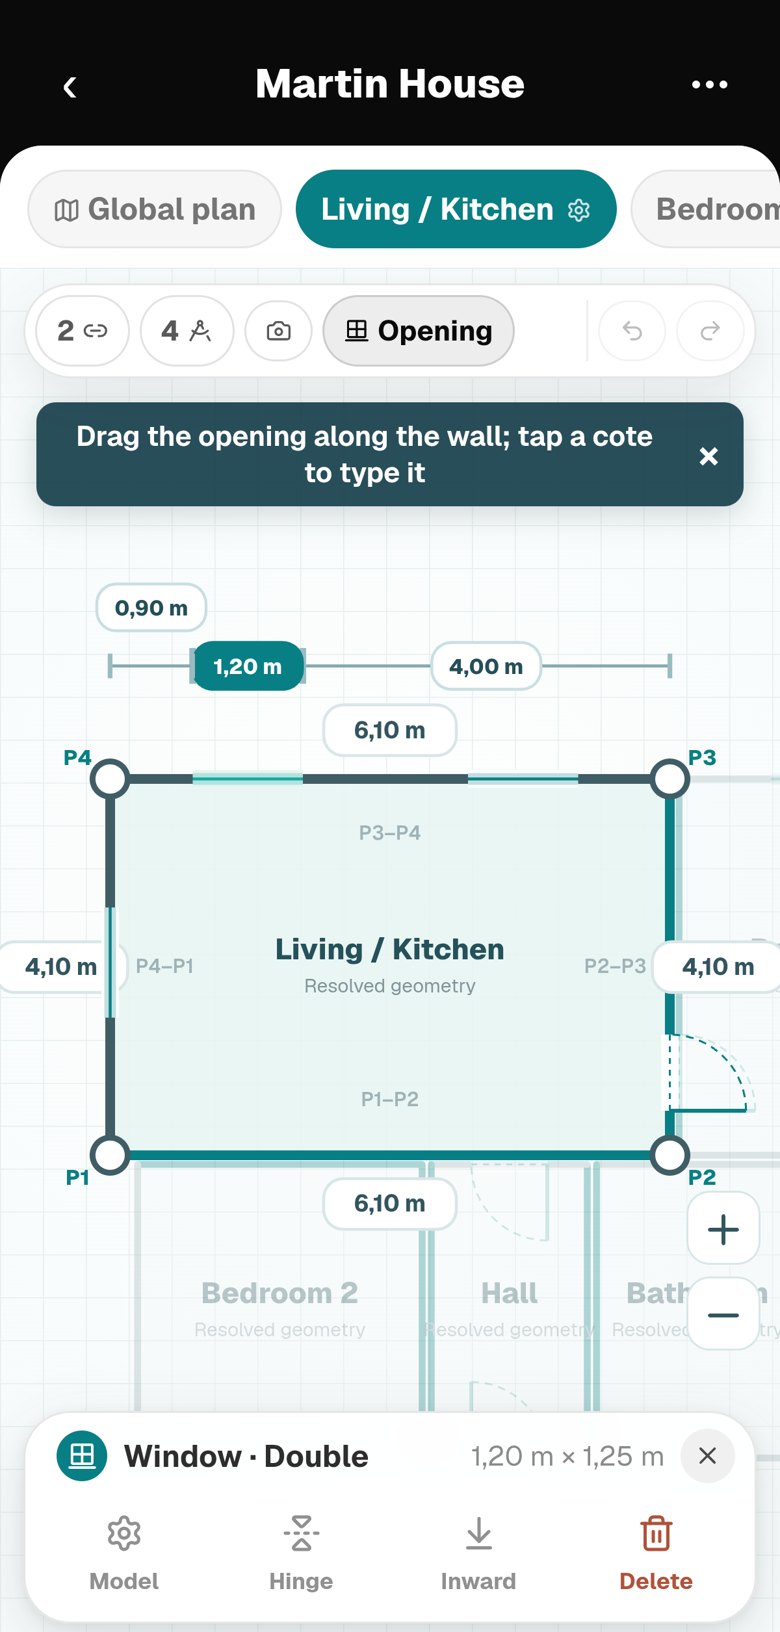 Martin House
Global plan
Living / Kitchen
Bedroom
2
4
Opening
Drag the opening along the wall; tap a cote
to type it
0,90 m
1,20 m
4,00 m
6,10 m
P4
P3
P3–P4
Living / Kitchen
Resolved geometry
4,10 m
P4–P1
P2–P3
4,10 m
P1–P2
P1
P2
6,10 m
Bedroom 2
Resolved geometry
Hall
Resolved geometry
1,20 m × 1,25 m
Window · Double
Model
Hinge
Inward
Delete